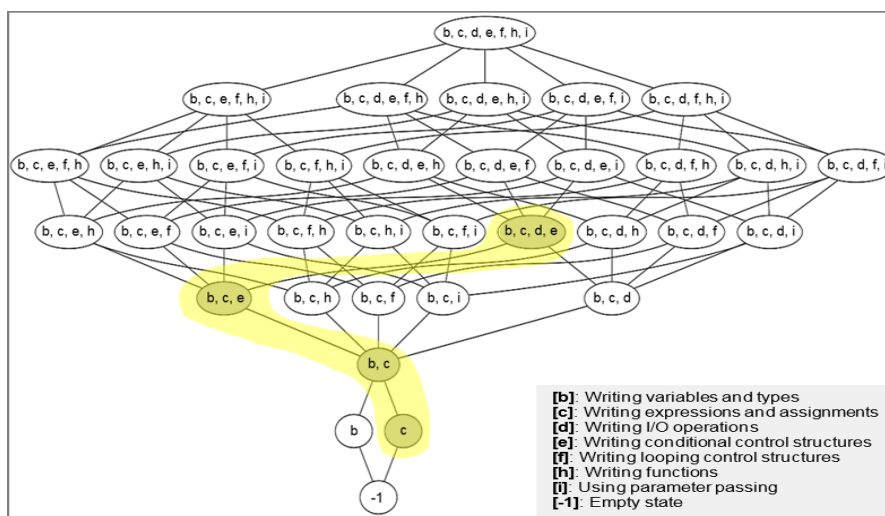 b, c, d, e, f, h, i
b, c, e, f, h, i
b, c, d, e, f, h
b, c, d, e, h, i
b, c, d, e, f, i
b, c, d, f, h, i
b, c, e, f, h
b, c, e, h, i
b, c, e, f, i
b, c, f, h, i
b, c, d, e, h
b, c, d, e, f
b, c, d, e, i
b, c, d, f, h
b, c, d, h, i
b, c, d, f, i
b, c, e, h
b, c, e, f
b, c, e, i
b, c, f, h
b, c, h, i
b, c, f, i
b, c, d, e
b, c, d, h
b, c, d, f
b, c, d, i
b, c, e
b, c, h
b, c, f
b, c, i
b, c, d
b, c
b
c
-1
[b]: Writing variables and types
[c]: Writing expressions and assignments
[d]: Writing I/O operations
[e]: Writing conditional control structures
[f]: Writing looping control structures
[h]: Writing functions
[i]: Using parameter passing
[-1]: Empty state